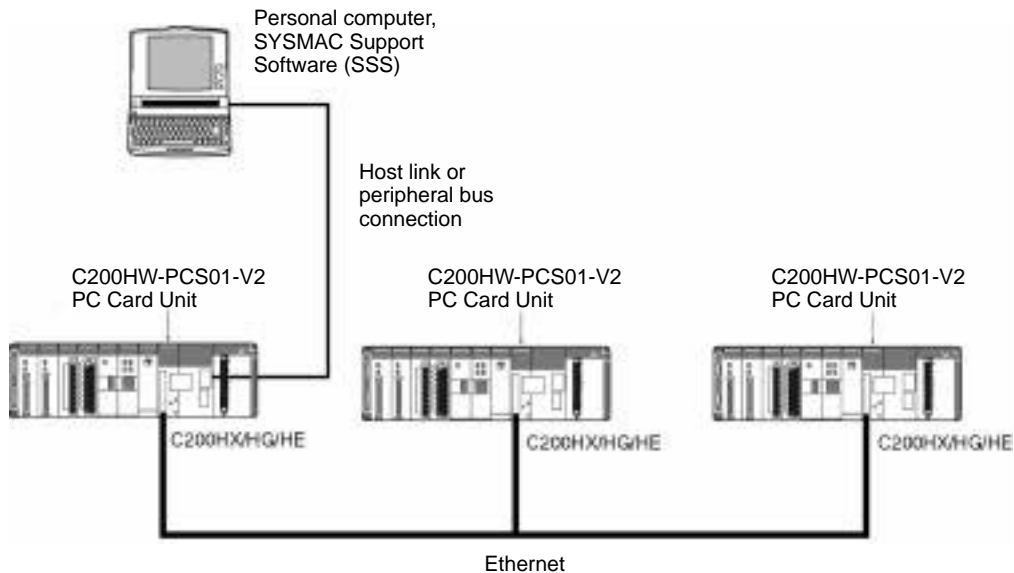 Personal computer,
SYSMAC Support
Software (SSS)
Host link or
peripheral bus
connection
C200HW-PCS01-V2
PC Card Unit
C200HW-PCS01-V2
PC Card Unit
C200HW-PCS01-V2
PC Card Unit
C200HX/HG/HE
C200HX/HG/HE
C200HX/HG/HE
Ethernet